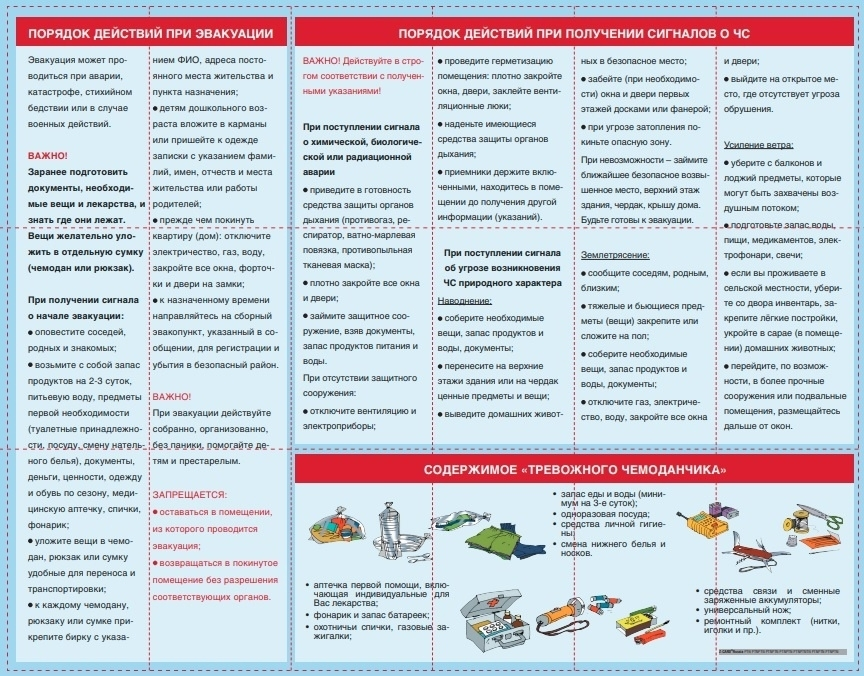 ПОРЯДОК ДЕЙСТВИЙ ПРИ ЭВАКУАЦИИ
Эвакуация может про-
водиться при аварии,
катастрофе, стихийном
бедствии или в случае
военных действий.
ВАЖНО!
Заранее подготовить
документы, необходи-
мые вещи и лекарства, и
знать где они лежат.
Вещи желательно уло-
жить в отдельную сумку
(чемодан или рюкзак).
При получении сигнала
о начале эвакуации:
● оповестите соседей,
родных и знакомых;
● возьмите с собой запас
продуктов на 2-3 суток,
питьевую воду, предметы
первой необходимости
(туалетные принадлежно-
сти, посуду, смену натель-
ного белья), документы,
деньги, ценности, одежду
и обувь по сезону, меди-
цинскую аптечку, спички,
фонарик;
● уложите вещи в чемо-
дан, рюкзак или сумку
удобные для переноса и
транспортировки;
● к каждому чемодану,
рюкзаку или сумке при-
крепите бирку с указа-
нием ФИО, адреса посто-
янного места жительства и
пункта назначения;
● детям дошкольного воз-
раста вложите в карманы
или пришейте к одежде
записки с указанием фами-
лий, имен, отчеств и места
жительства или работы
родителей;
● прежде чем покинуть
квартиру (дом): отключите
электричество, газ, воду,
закройте все окна, форточ-
ки и двери на замки;
● к назначенному времени
направляйтесь на сборный
эвакопункт, указанный в со-
общении, для регистрации и
убытия в безопасный район.
ВАЖНО!
При эвакуации действуйте
собранно, организованно,
без паники, помогайте де-
тям и престарелым.
ЗАПРЕЩАЕТСЯ:
● оставаться в помещении,
из которого проводится
эвакуация;
● возвращаться в покинутое
помещение без разрешения
соответствующих органов.
ПОРЯДОК ДЕЙСТВИЙ ПРИ ПОЛУЧЕНИИ СИГНАЛОВ О ЧС
ВАЖНО! Действуйте в стро-
гом соответствии с получен-
ными указаниями!
При поступлении сигнала
о химической, биологиче-
ской или радиационной
аварии
● приведите в готовность
средства защиты органов
дыхания (противогаз, ре-
спиратор, ватно-марлевая
повязка, противопыльная
тканевая маска);
● плотно закройте все окна
и двери;
● займите защитное соо-
ружение, взяв документы,
запас продуктов питания и
воды.
При отсутствии защитного
сооружения:
● отключите вентиляцию и
электроприборы;
● проведите герметизацию
помещения: плотно закройте
окна, двери, заклейте венти-
ляционные люки;
● наденьте имеющиеся
средства защиты органов
дыхания;
● приемники держите вклю-
ченными, находитесь в поме-
щении до получения другой
информации (указаний).
При поступлении сигнала
об угрозе возникновения
ЧС природного характера
Наводнение:
● соберите необходимые
вещи, запас продуктов и
воды, документы;
● перенесите на верхние
этажи здания или на чердак
ценные предметы и вещи;
● выведите домашних живот-
ных в безопасное место;
● забейте (при необходимо-
сти) окна и двери первых
этажей досками или фанерой;
● при угрозе затопления по-
киньте опасную зону.
При невозможности – займите
ближайшее безопасное возвы-
шенное место, верхний этаж
здания, чердак, крышу дома.
Будьте готовы к эвакуации.
Землетрясение:
● сообщите соседям, родным,
близким;
● тяжелые и бьющиеся пред-
меты (вещи) закрепите или
сложите на пол;
● соберите необходимые
вещи, запас продуктов и
воды, документы;
● отключите газ, электриче-
ство, воду, закройте все окна
и двери;
● выйдите на открытое ме-
сто, где отсутствует угроза
обрушения.
Усиление ветра:
● уберите с балконов и
лоджий предметы, которые
могут быть захвачены воз-
душным потоком;
● подготовьте запас воды,
пищи, медикаментов, элек-
трофонари, свечи;
● если вы проживаете в
сельской местности, убери-
те со двора инвентарь, за-
крепите лёгкие постройки,
укройте в сарае (в помеще-
нии) домашних животных;
● перейдите, по возмож-
ности, в более прочные
сооружения или подвальные
помещения, размещайтесь
дальше от окон.
СОДЕРЖИМОЕ «ТРЕВОЖНОГО ЧЕМОДАНЧИКА»
• запас еды и воды (мини-
мум на 3-е суток);
• одноразовая посуда;
• средства личной гигие-
ны;
• смена нижнего белья и
носков.
• аптечка первой помощи, вклю-
чающая индивидуальные для
Вас лекарства;
• фонарик и запас батареек;
• охотничьи спички, газовые за-
жигалки;
• средства связи и сменные
заряженные аккумуляторы;
• универсальный нож;
• ремонтный комплект (нитки,
иголки и пр.).